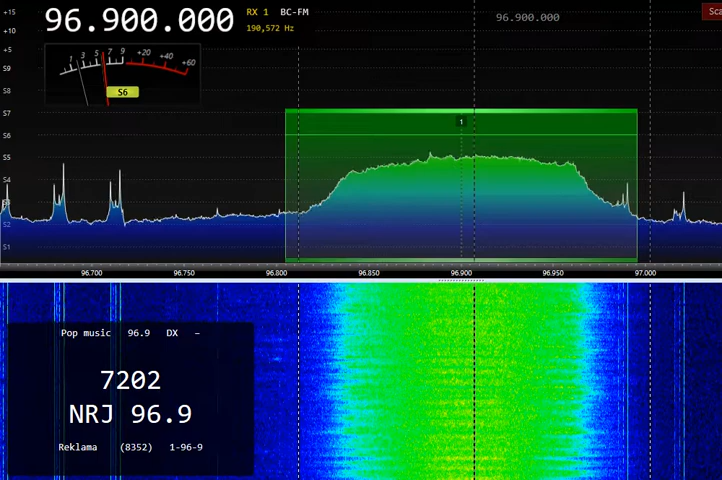 96.900.000
RX 1 BC-FM
190,572 Hz
96.900.000
Sca
+15
+10
+5
S9
S8
S7
S6
S5
S4
S2
S1
1 3 5 7 9 +20 +40 +60
S6
1
96.700 96.750 96.800 96.850 96.900 96.950 97.000
Pop music 96.9 DX –
7202
NRJ 96.9
Reklama (8352) 1-96-9